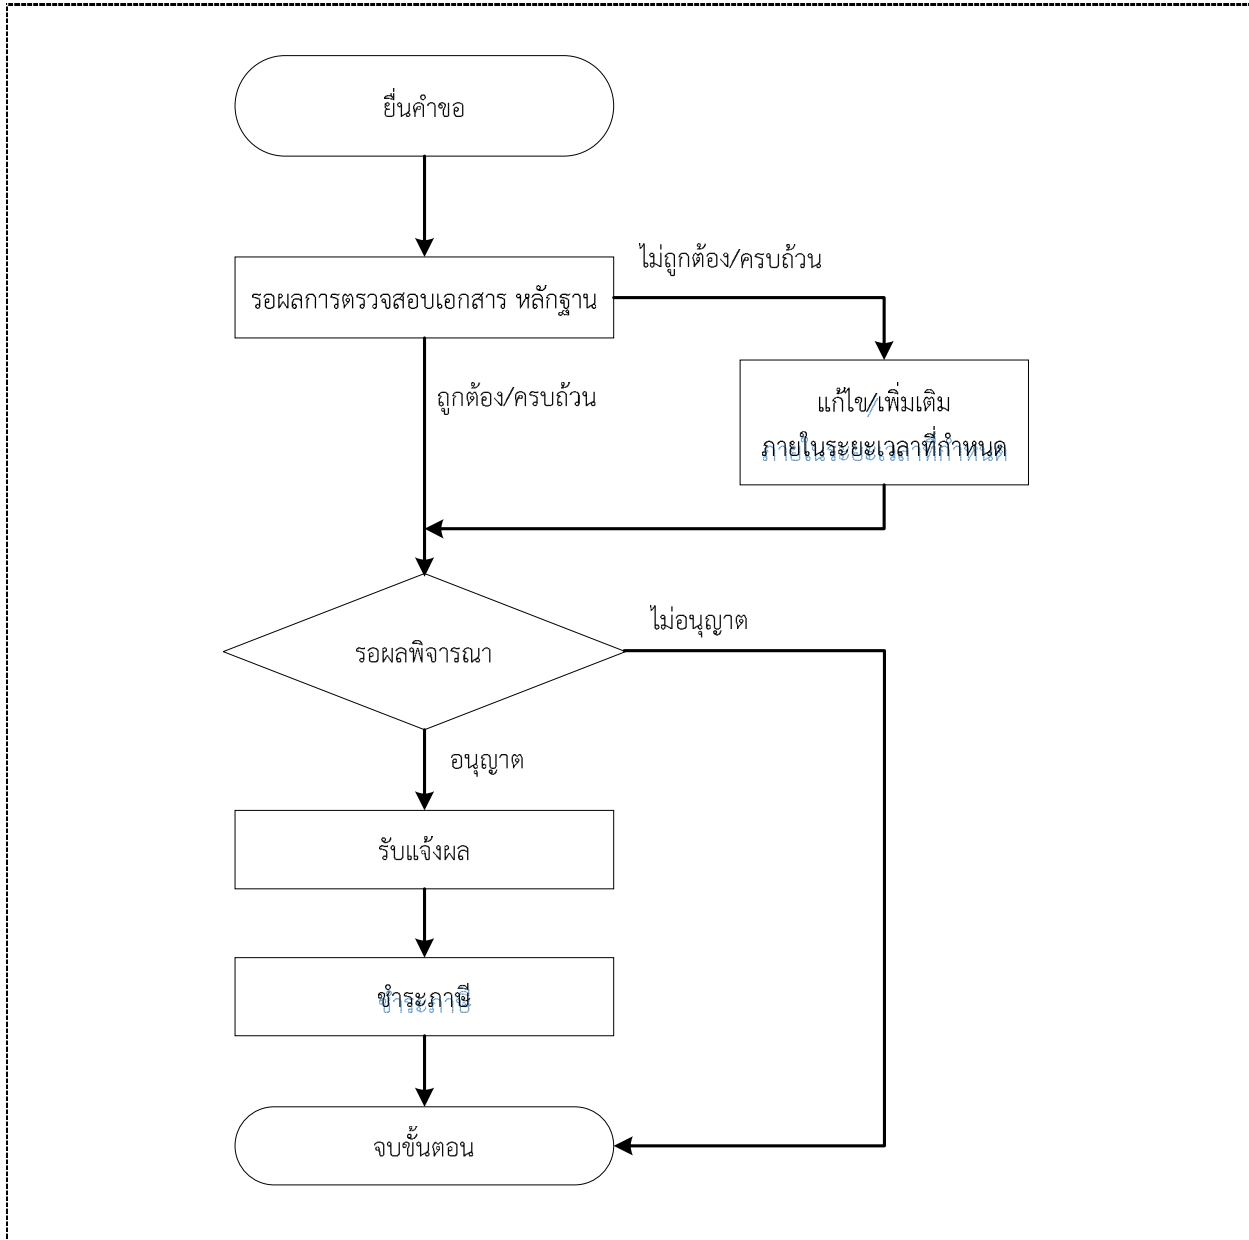 ยื่นคำขอ
ไม่ถูกต้อง/ครบถ้วน
รอผลการตรวจสอบเอกสาร หลักฐาน
ถูกต้อง/ครบถ้วน
แก้ไข/เพิ่มเติม
ภายในระยะเวลาที่กำหนด
ไม่อนุญาต
รอผลพิจารณา
อนุญาต
รับแจ้งผล
ชำระภาษี
จบขั้นตอน